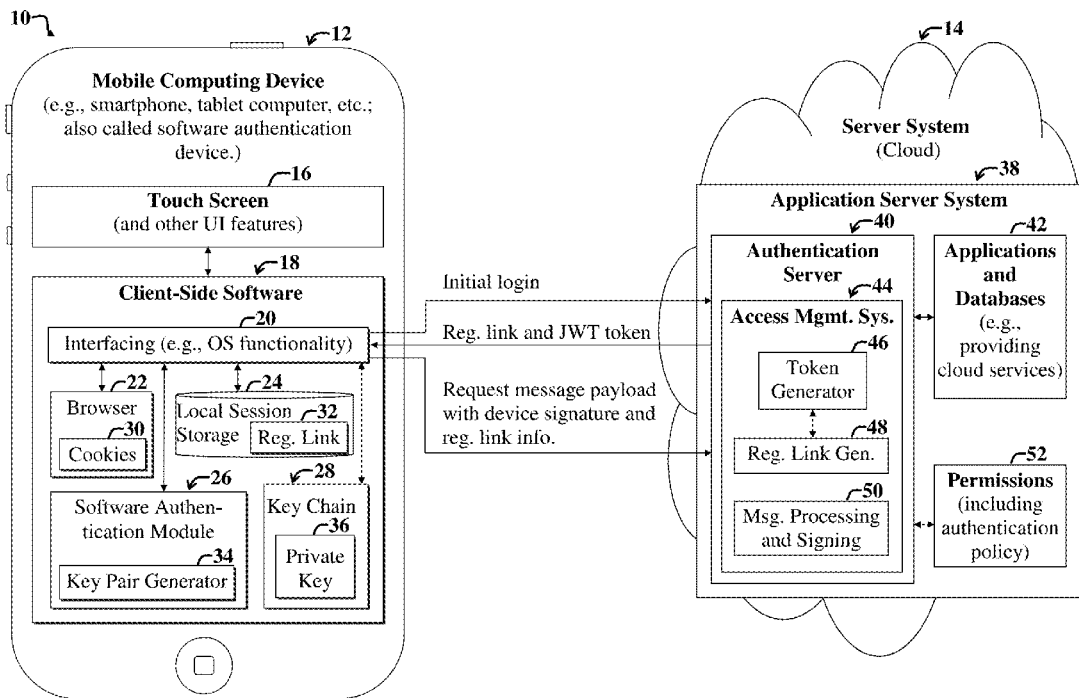 10
12
Mobile Computing Device
(e.g., smartphone, tablet computer, etc.;
also called software authentication
device.)
16
Touch Screen
(and other UI features)
18
Client-Side Software
20
Interfacing (e.g., OS functionality)
22
Browser
30
Cookies
24
Local Session
Storage
32
Reg. Link
26
Software Authen-
tication Module
34
Key Pair Generator
28
Key Chain
36
Private
Key
Initial login
Reg. link and JWT token
Request message payload
with device signature and
reg. link info.
14
Server System
(Cloud)
38
Application Server System
40
Authentication
Server
44
Access Mgmt. Sys.
46
Token
Generator
48
Reg. Link Gen.
50
Msg. Processing
and Signing
42
Applications
and
Databases
(e.g.,
providing
cloud services)
52
Permissions
(including
authentication
policy)